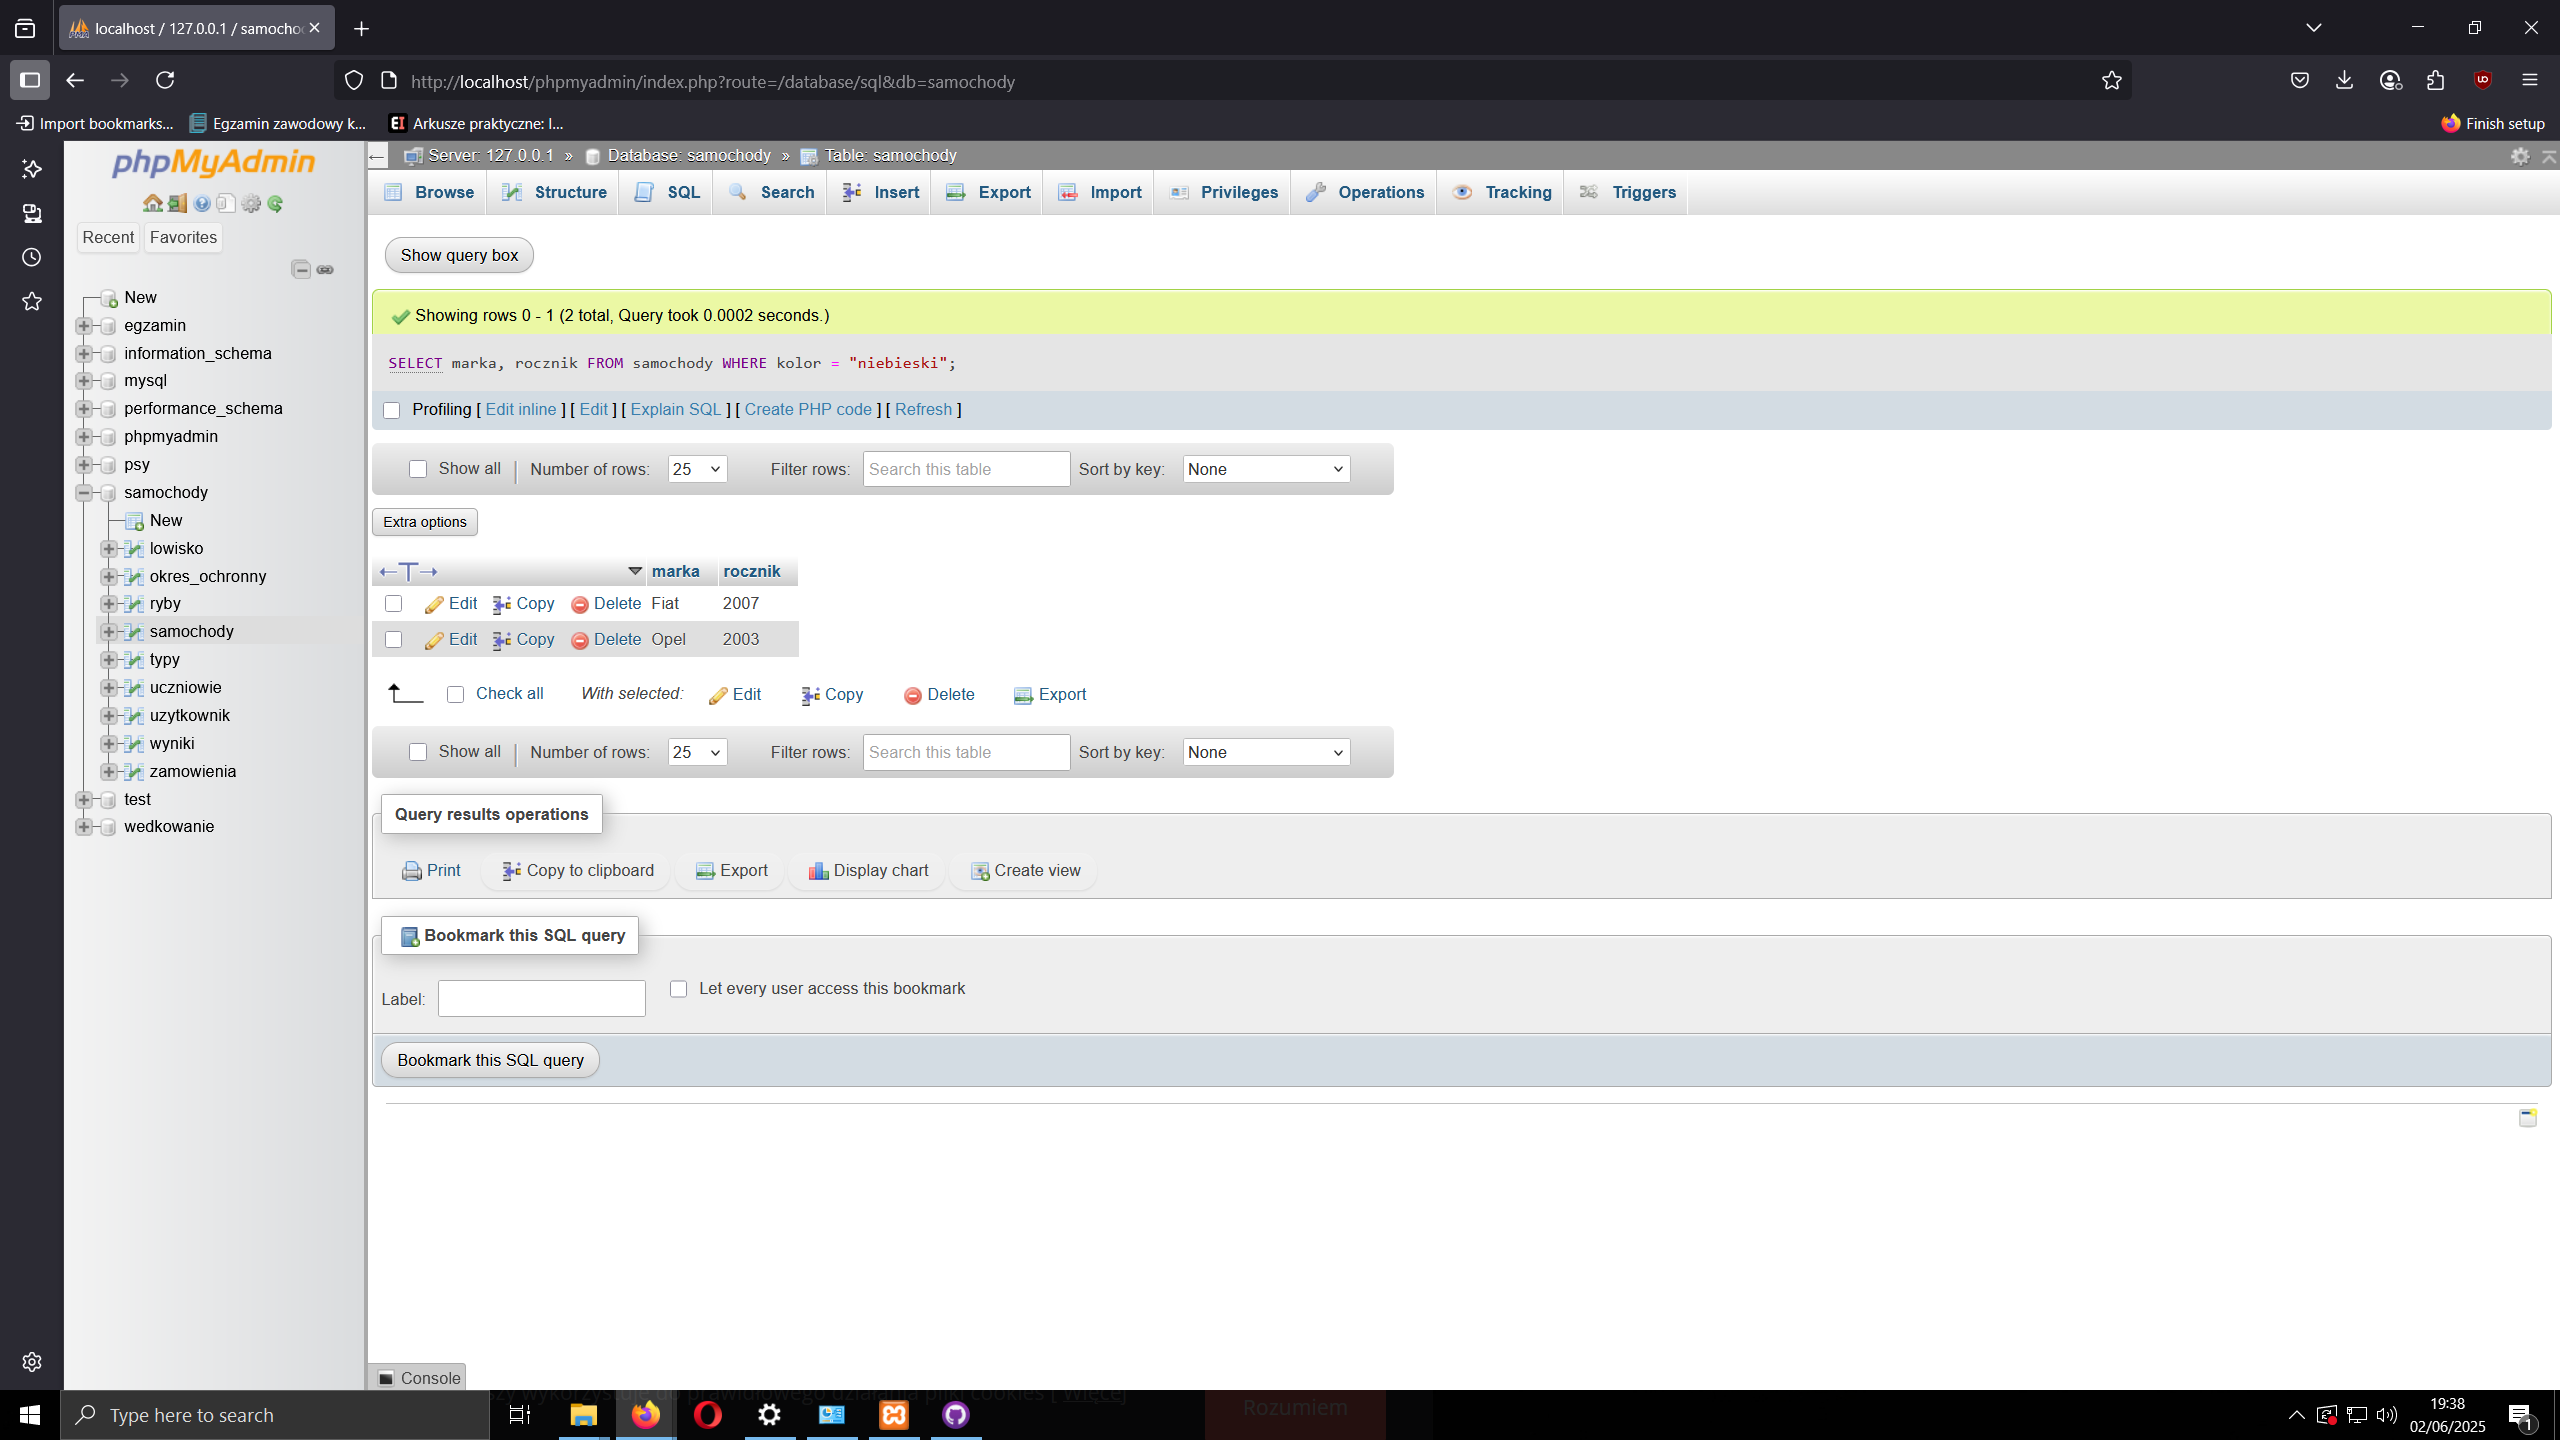 localhost / 127.0.0.1 / samocho
http://localhost/phpmyadmin/index.php?route=/database/sql&db=samochody
Import bookmarks...
Egzamin zawodowy k...
EI Arkusze praktyczne: I...
Finish setup
phpMyAdmin
Recent
Favorites
New
egzamin
information_schema
mysql
performance_schema
phpmyadmin
psy
samochody
New
lowisko
okres_ochronny
ryby
samochody
typy
uczniowie
uzytkownik
wyniki
zamowienia
test
wedkowanie
Server: 127.0.0.1 » Database: samochody » Table: samochody
Browse Structure SQL Search Insert Export Import Privileges Operations Tracking Triggers
Show query box
Showing rows 0 - 1 (2 total, Query took 0.0002 seconds.)
SELECT marka, rocznik FROM samochody WHERE kolor = "niebieski";
Profiling [ Edit inline ] [ Edit ] [ Explain SQL ] [ Create PHP code ] [ Refresh ]
Show all | Number of rows: 25 Filter rows: Search this table Sort by key: None
Extra options
marka rocznik
Edit Copy Delete Fiat 2007
Edit Copy Delete Opel 2003
Check all With selected: Edit Copy Delete Export
Show all | Number of rows: 25 Filter rows: Search this table Sort by key: None
Query results operations
Print Copy to clipboard Export Display chart Create view
Bookmark this SQL query
Label: Let every user access this bookmark
Bookmark this SQL query
Console
prawidłowego działania pliki cookies [ Więcej
Rozumiem
Type here to search
19:38
02/06/2025
1